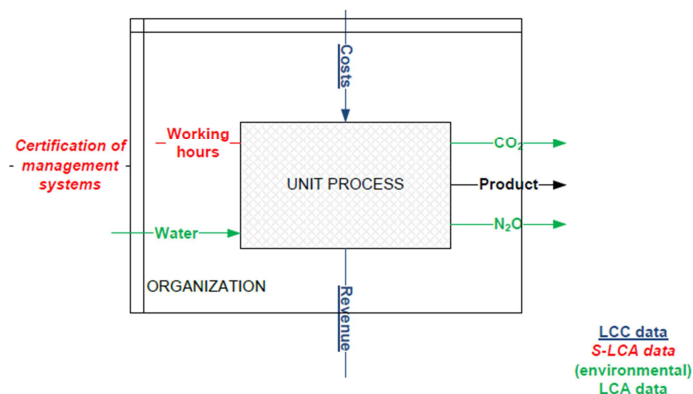 Costs
Certification of
management
systems
Working
hours
CO₂
UNIT PROCESS
Product
Water
N₂O
ORGANIZATION
Revenue
LCC data
S-LCA data
(environmental)
LCA data